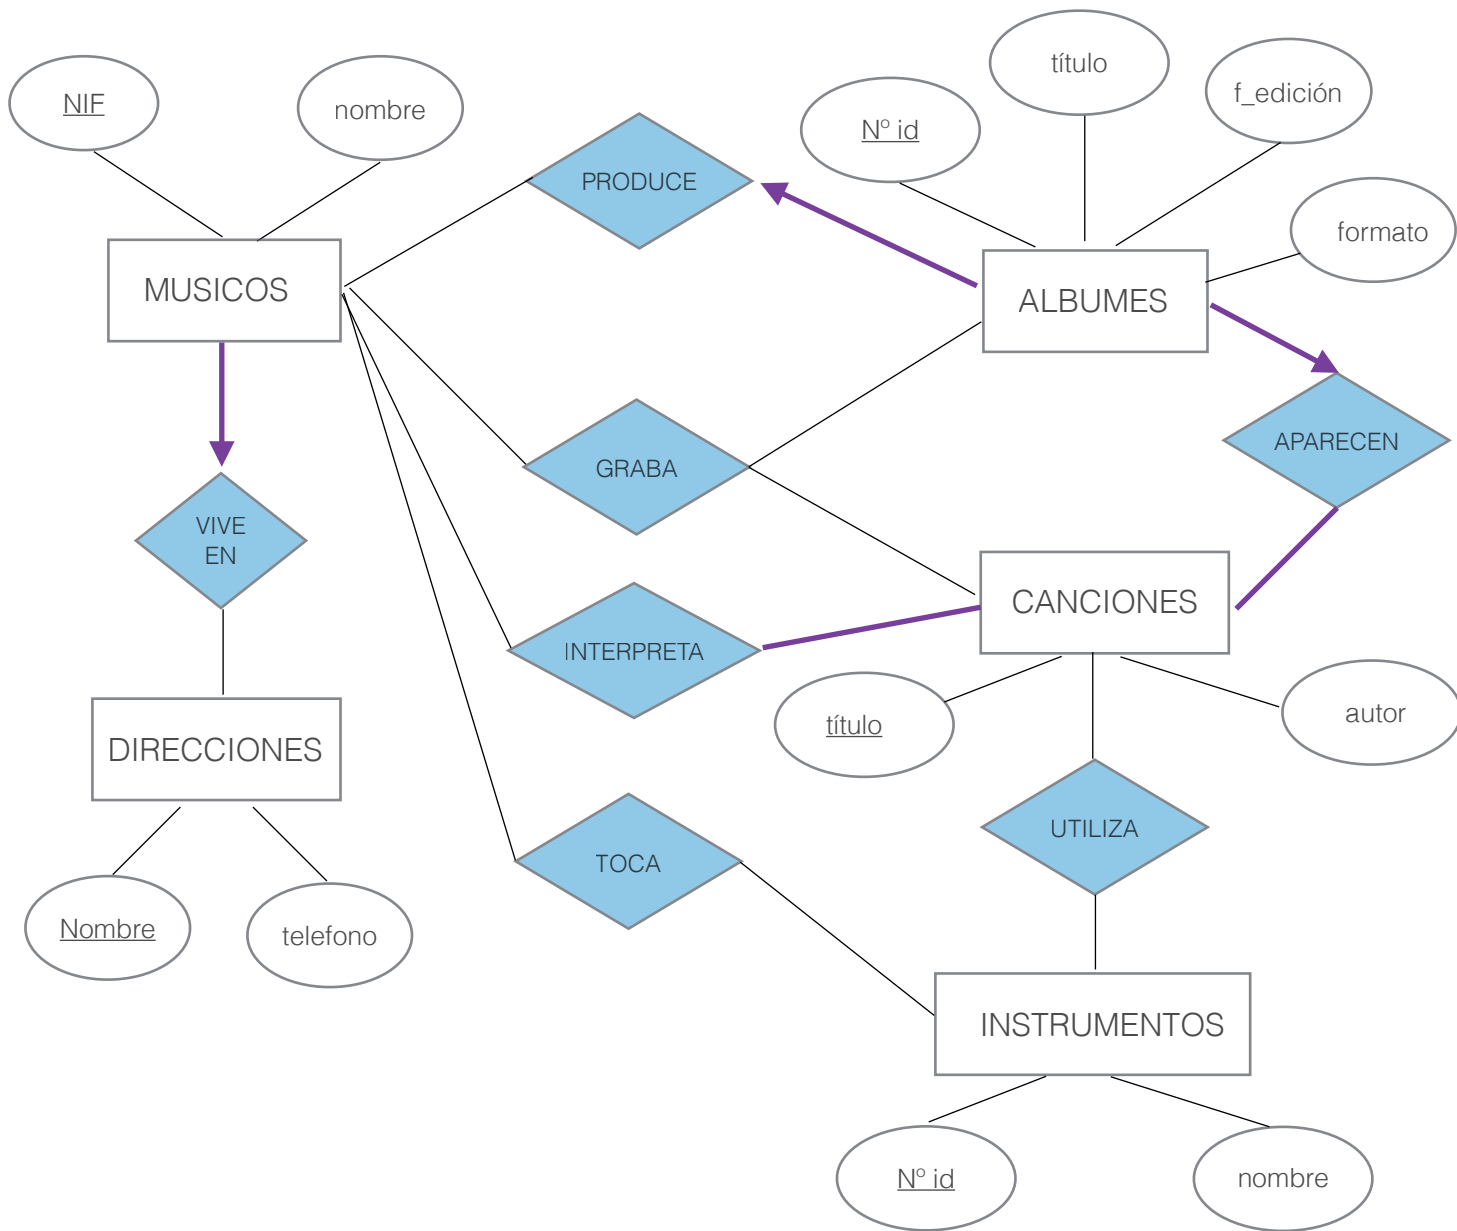 título
NIF
nombre
f_edición
Nº id
PRODUCE
formato
MUSICOS
ALBUMES
APARECEN
GRABA
VIVE
EN
CANCIONES
INTERPRETA
título
autor
DIRECCIONES
UTILIZA
TOCA
Nombre
telefono
INSTRUMENTOS
Nº id
nombre